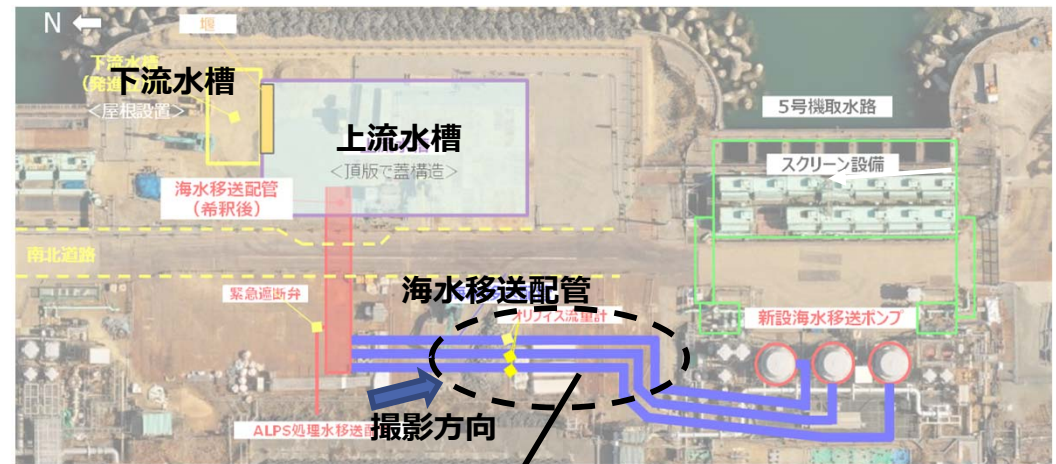 N
堰
下流水槽
下流水槽
<屋根設置>
上流水槽
<頂版で蓋構造>
5号機取水路
スクリーン設備
海水移送配管
(希釈後)
南北道路
緊急遮断弁
海水移送配管
オリフィス流量計
新設海水移送ポンプ
ALPS処理水移送配
撮影方向